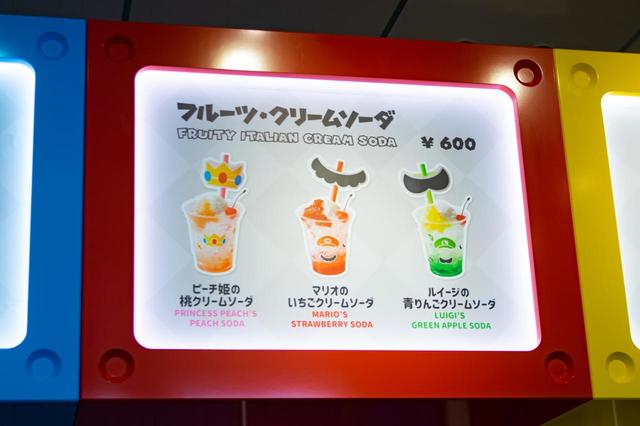 フルーツ・クリームソーダ
FRUITY ITALIAN CREAM SODA
¥ 600
ピーチ姫の
桃クリームソーダ
PRINCESS PEACH'S
PEACH SODA
マリオの
いちごクリームソーダ
MARIO'S
STRAWBERRY SODA
ルイージの
青りんごクリームソーダ
LUIGI'S
GREEN APPLE SODA